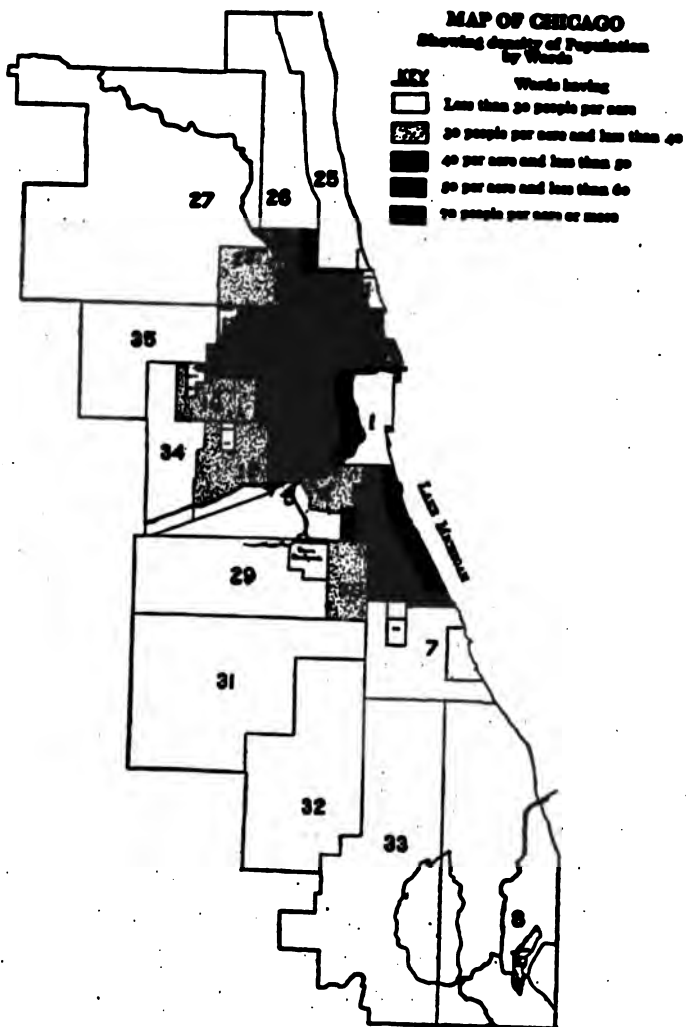 MAP OF CHICAGO
Showing density of Population
by Wards
KEY
Wards having
Less than 30 people per acre
30 people per acre and less than 40
40 per acre and less than 50
50 per acre and less than 60
70 people per acre or more
25
26
27
35
1
34
LAKE MICHIGAN
29
7
31
32
33
8